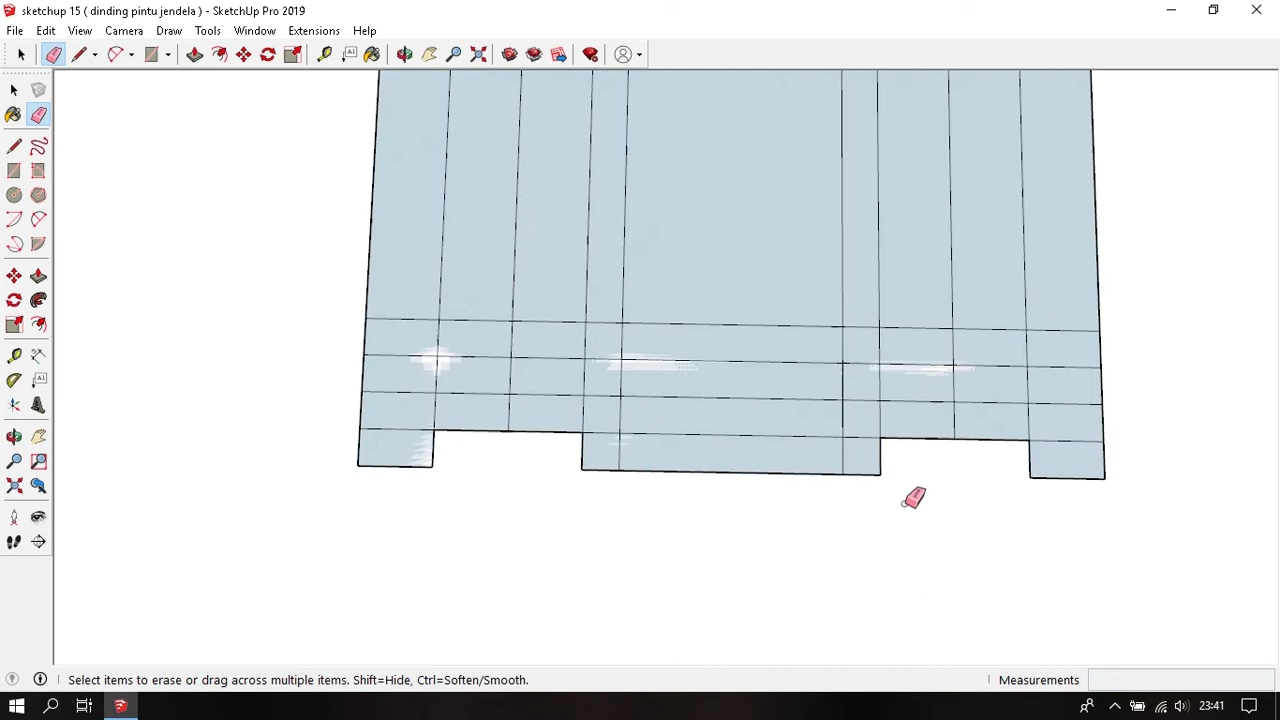 sketchup 15 ( dinding pintu jendela ) - SketchUp Pro 2019
File Edit View Camera Draw Tools Window Extensions Help
Select items to erase or drag across multiple items. Shift=Hide, Ctrl=Soften/Smooth.
Measurements
23:41